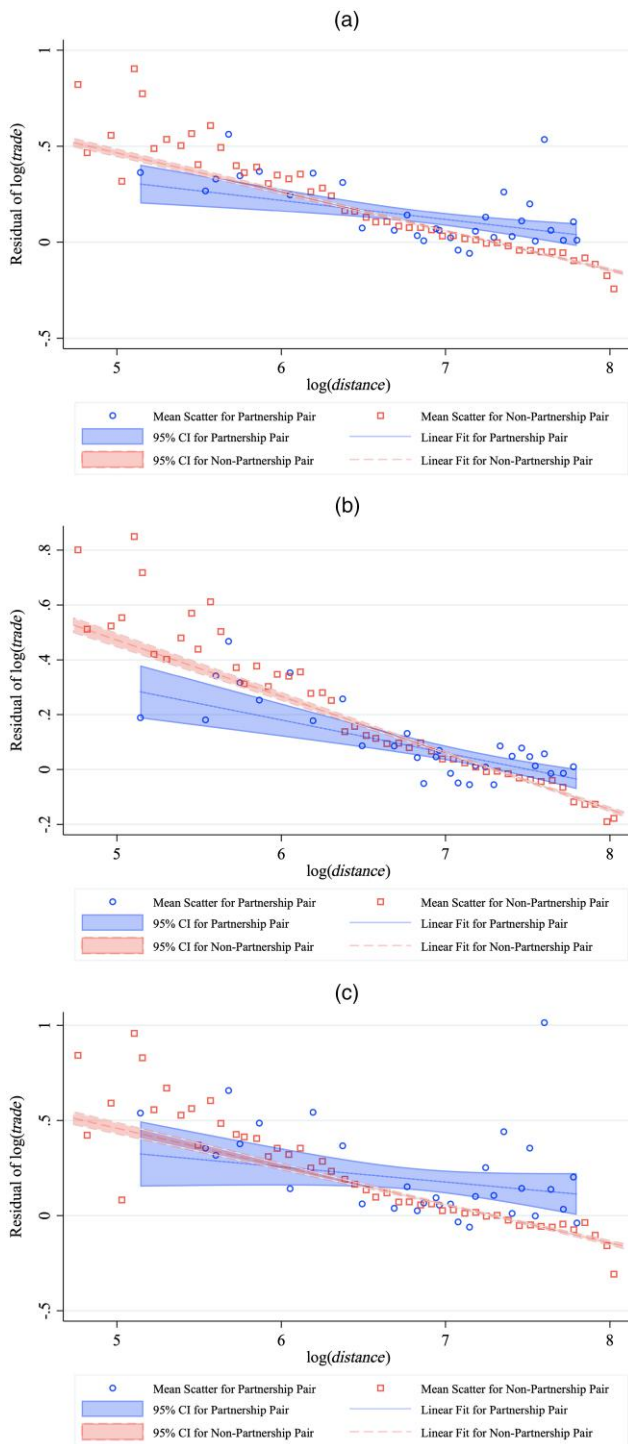 (a)
1
.5
0
-.5
Residual of log(trade)
5 6 7 8
log(distance)
Mean Scatter for Partnership Pair Mean Scatter for Non-Partnership Pair
95% CI for Partnership Pair Linear Fit for Partnership Pair
95% CI for Non-Partnership Pair Linear Fit for Non-Partnership Pair
(b)
.8
.6
.4
.2
0
-.2
Residual of log(trade)
5 6 7 8
log(distance)
Mean Scatter for Partnership Pair Mean Scatter for Non-Partnership Pair
95% CI for Partnership Pair Linear Fit for Partnership Pair
95% CI for Non-Partnership Pair Linear Fit for Non-Partnership Pair
(c)
1
.5
0
-.5
Residual of log(trade)
5 6 7 8
log(distance)
Mean Scatter for Partnership Pair Mean Scatter for Non-Partnership Pair
95% CI for Partnership Pair Linear Fit for Partnership Pair
95% CI for Non-Partnership Pair Linear Fit for Non-Partnership Pair